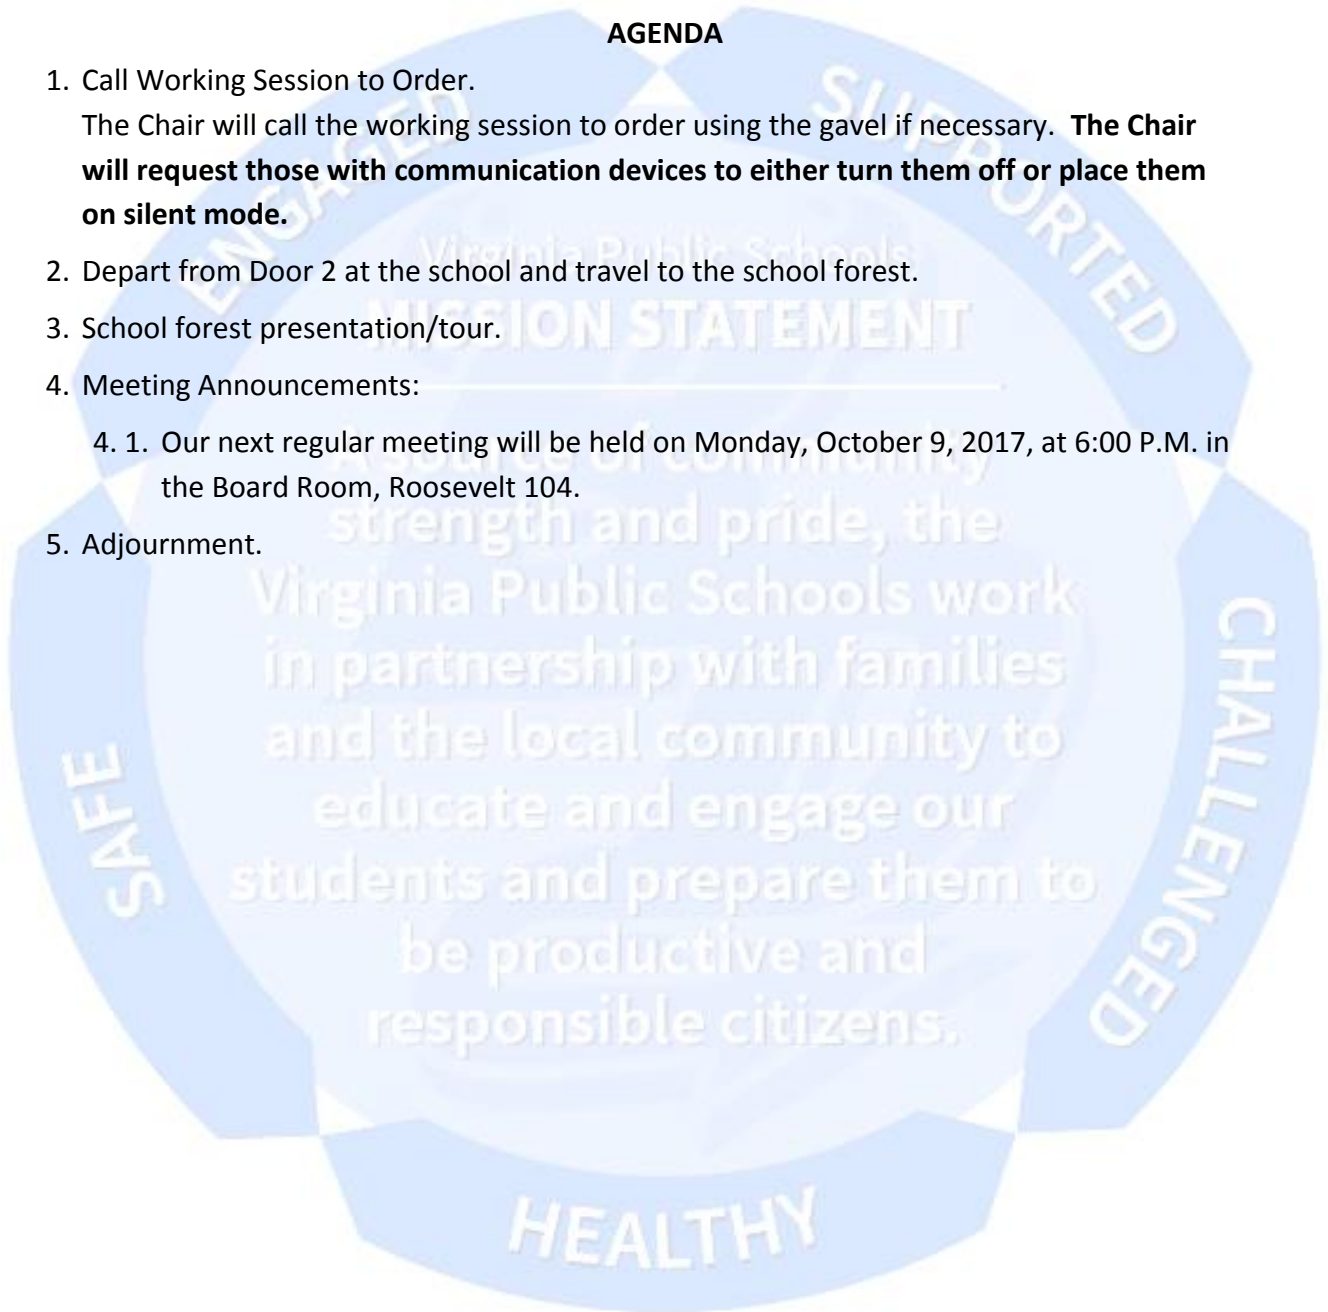 AGENDA
1. Call Working Session to Order.
The Chair will call the working session to order using the gavel if necessary. The Chair
will request those with communication devices to either turn them off or place them
on silent mode.
2. Depart from Door 2 at the school and travel to the school forest.
3. School forest presentation/tour.
4. Meeting Announcements:
4. 1. Our next regular meeting will be held on Monday, October 9, 2017, at 6:00 P.M. in
the Board Room, Roosevelt 104.
5. Adjournment.
ENGAGED
SUPPORTED
CHALLENGED
HEALTHY
SAFE
Virginia Public Schools
MISSION STATEMENT
A source of community
strength and pride, the
Virginia Public Schools work
in partnership with families
and the local community to
educate and engage our
students and prepare them to
be productive and
responsible citizens.